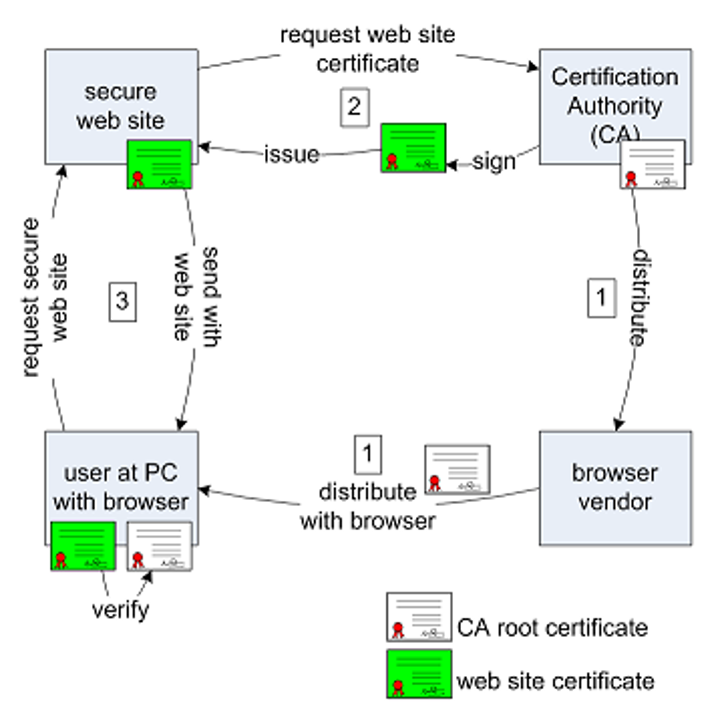 request web site
certificate
secure
web site
2
Certification
Authority
(CA)
issue
sign
request secure
web site
3
send with
web site
1
distribute
user at PC
with browser
1
distribute
with browser
browser
vendor
verify
CA root certificate
web site certificate